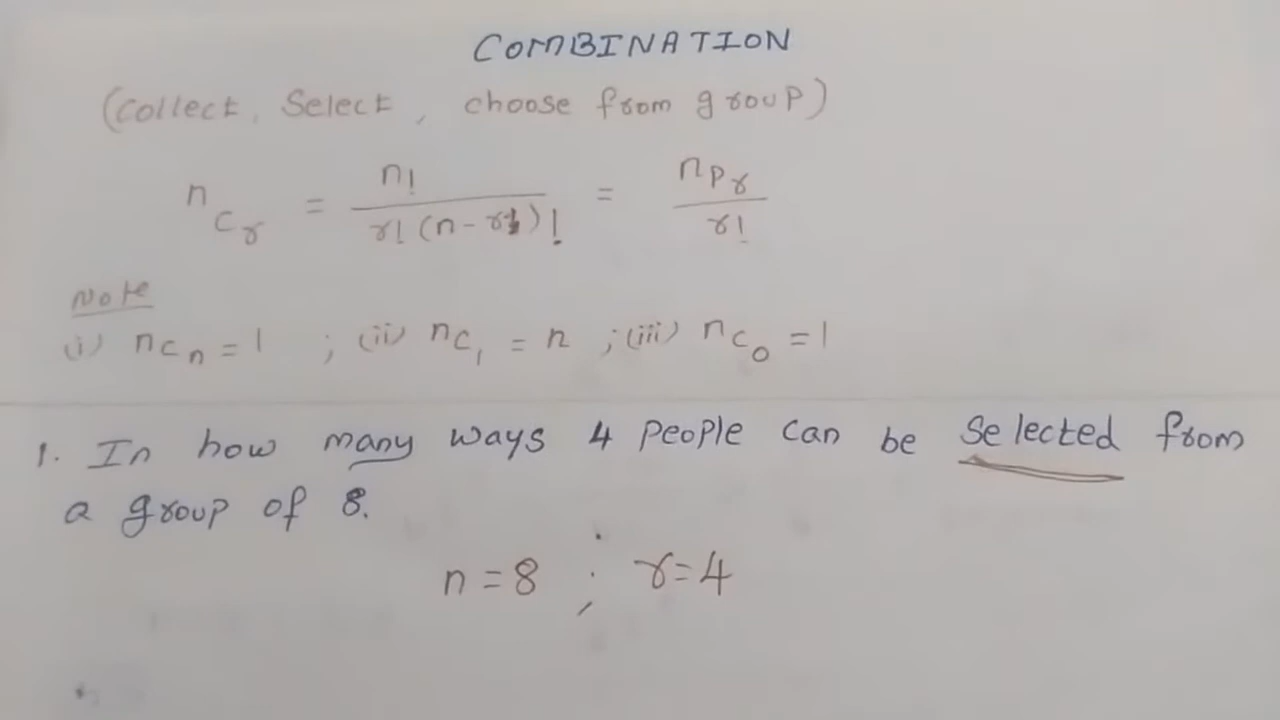 COMBINATION
(Collect, Select, choose from group)
nCr = n! / r! (n-r)! = nPr / r!
Note
(i) nCn = 1 ; (ii) nC1 = n ; (iii) nC0 = 1
1. In how many ways 4 people can be Selected from
a group of 8.
n = 8 ; r = 4